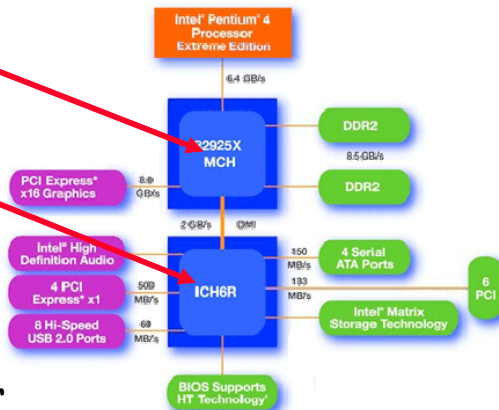 Intel® Pentium® 4
Processor
Extreme Edition
6.4 GB/s
82925X
MCH
DDR2
8.5 GB/s
DDR2
PCI Express*
x16 Graphics
8.0
GB/s
2 GB/s
DMI
Intel® High
Definition Audio
4 PCI
Express* x1
500
MB/s
8 Hi-Speed
USB 2.0 Ports
60
MB/s
ICH6R
150
MB/s
4 Serial
ATA Ports
133
MB/s
6
PCI
Intel® Matrix
Storage Technology
BIOS Supports
HT Technology¹